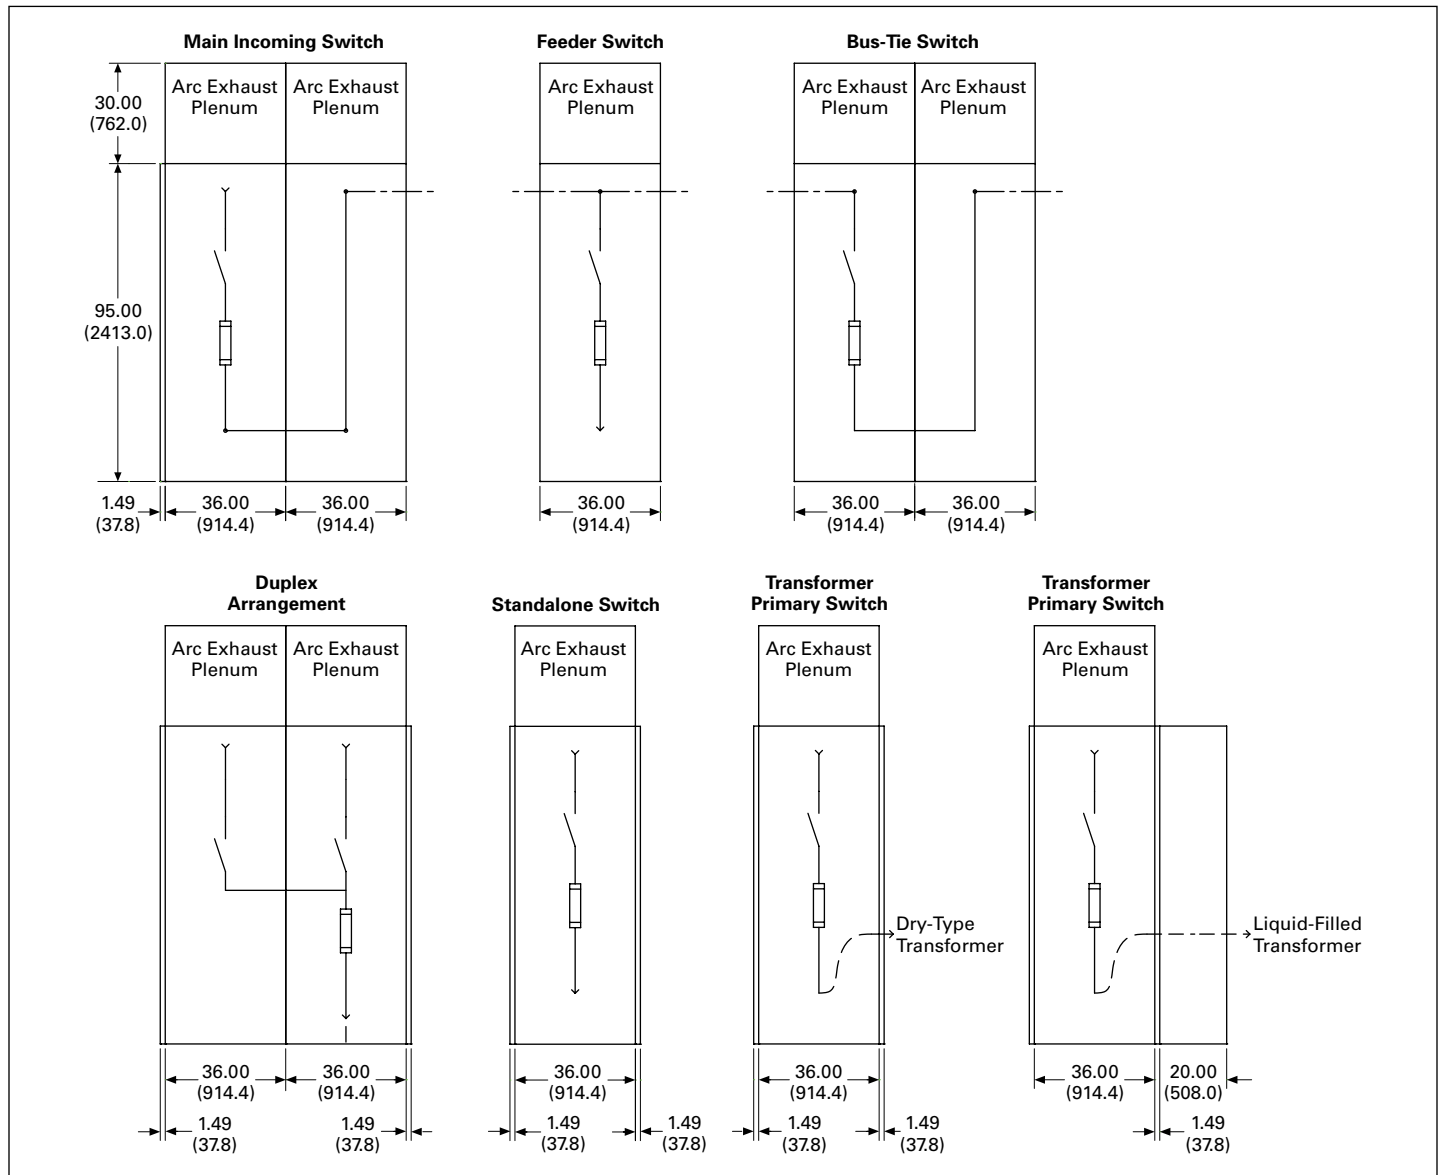 Main Incoming Switch
Feeder Switch
Bus-Tie Switch
Arc Exhaust
Plenum
Arc Exhaust
Plenum
Arc Exhaust
Plenum
Arc Exhaust
Plenum
Arc Exhaust
Plenum
30.00
(762.0)
95.00
(2413.0)
1.49
(37.8)
36.00
(914.4)
36.00
(914.4)
36.00
(914.4)
36.00
(914.4)
36.00
(914.4)
Duplex
Arrangement
Standalone Switch
Transformer
Primary Switch
Transformer
Primary Switch
Arc Exhaust
Plenum
Arc Exhaust
Plenum
Arc Exhaust
Plenum
Arc Exhaust
Plenum
Arc Exhaust
Plenum
Dry-Type
Transformer
Liquid-Filled
Transformer
36.00
(914.4)
36.00
(914.4)
36.00
(914.4)
36.00
(914.4)
36.00
(914.4)
20.00
(508.0)
1.49
(37.8)
1.49
(37.8)
1.49
(37.8)
1.49
(37.8)
1.49
(37.8)
1.49
(37.8)
1.49
(37.8)